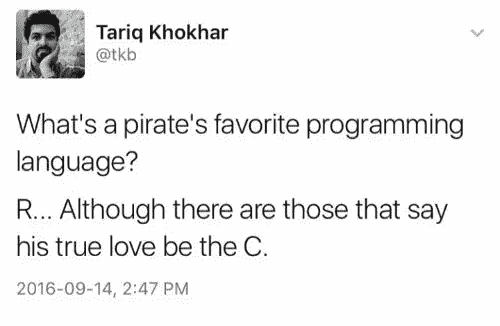 Tariq Khokhar
@tkb
What's a pirate's favorite programming
language?
R... Although there are those that say
his true love be the C.
2016-09-14, 2:47 PM